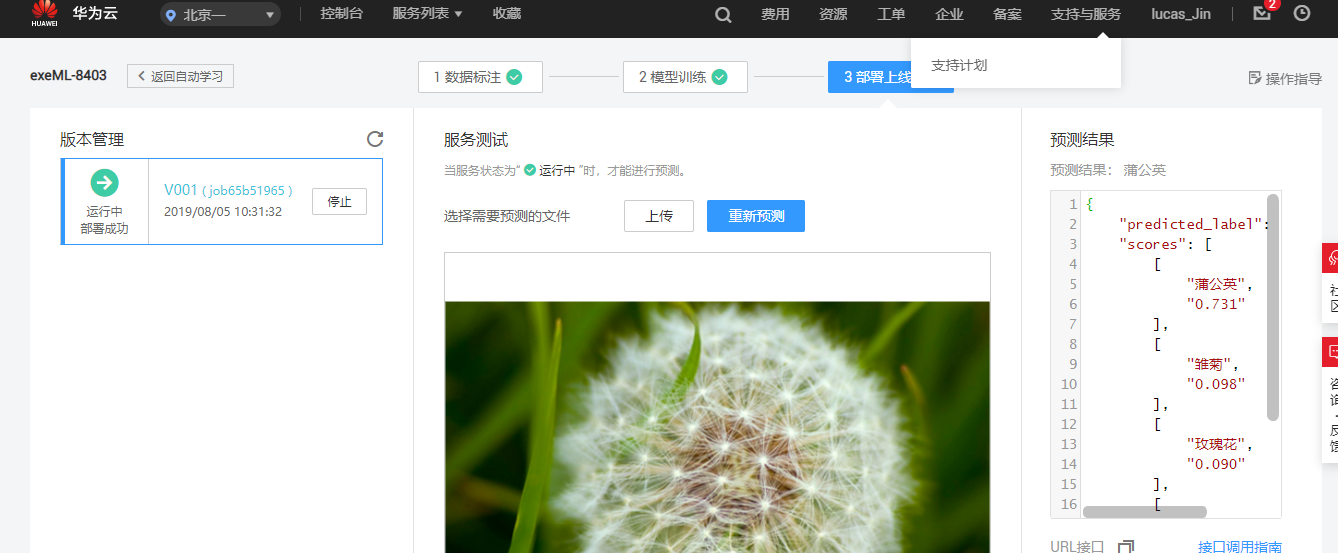 HUAWEI
华为云 北京一 控制台 服务列表 收藏 费用 资源 工单 企业 备案 支持与服务 lucas_Jin 2
支持计划
exeML-8403 返回自动学习 1 数据标注 2 模型训练 3 部署上线 操作指导
版本管理
运行中
部署成功
V001 ( job65b51965 )
2019/08/05 10:31:32
停止
服务测试
当服务状态为“ 运行中 ”时，才能进行预测。
选择需要预测的文件 上传 重新预测
预测结果
预测结果： 蒲公英
1 {
2 "predicted_label":
3 "scores": [
4 [
5 "蒲公英",
6 "0.731"
7 ],
8 [
9 "雏菊",
10 "0.098"
11 ],
12 [
13 "玫瑰花",
14 "0.090"
15 ],
16 [
URL接口 接口调用指南
社
区
咨
询
·
反
馈